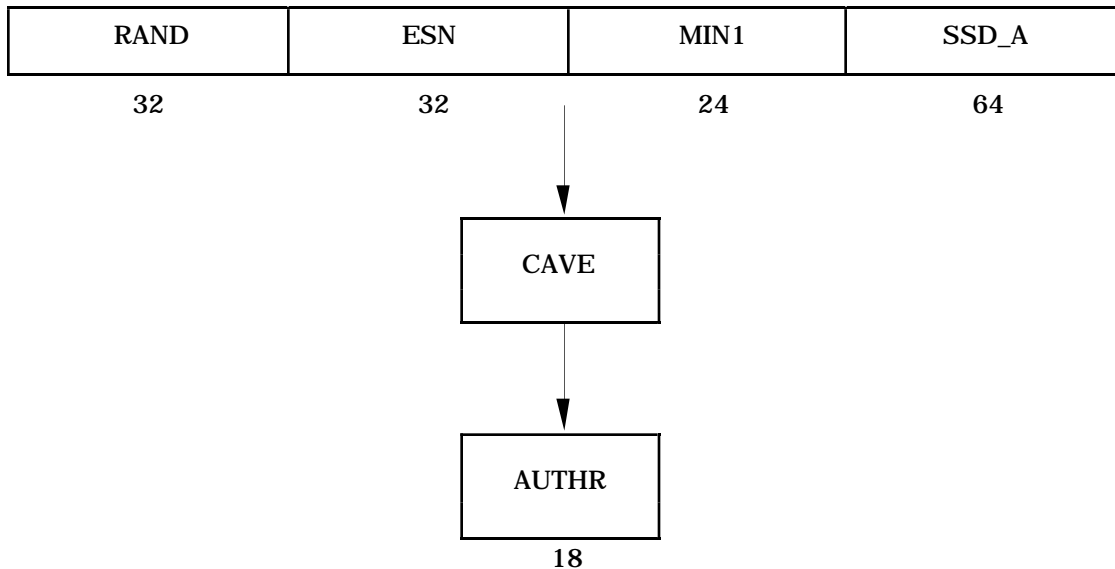 RAND ESN MIN1 SSD_A
32 32 24 64
CAVE
AUTHR
18